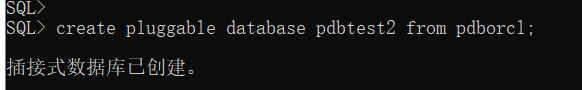 SQL>
SQL> create pluggable database pdbtest2 from pdborcl;
插接式数据库已创建。